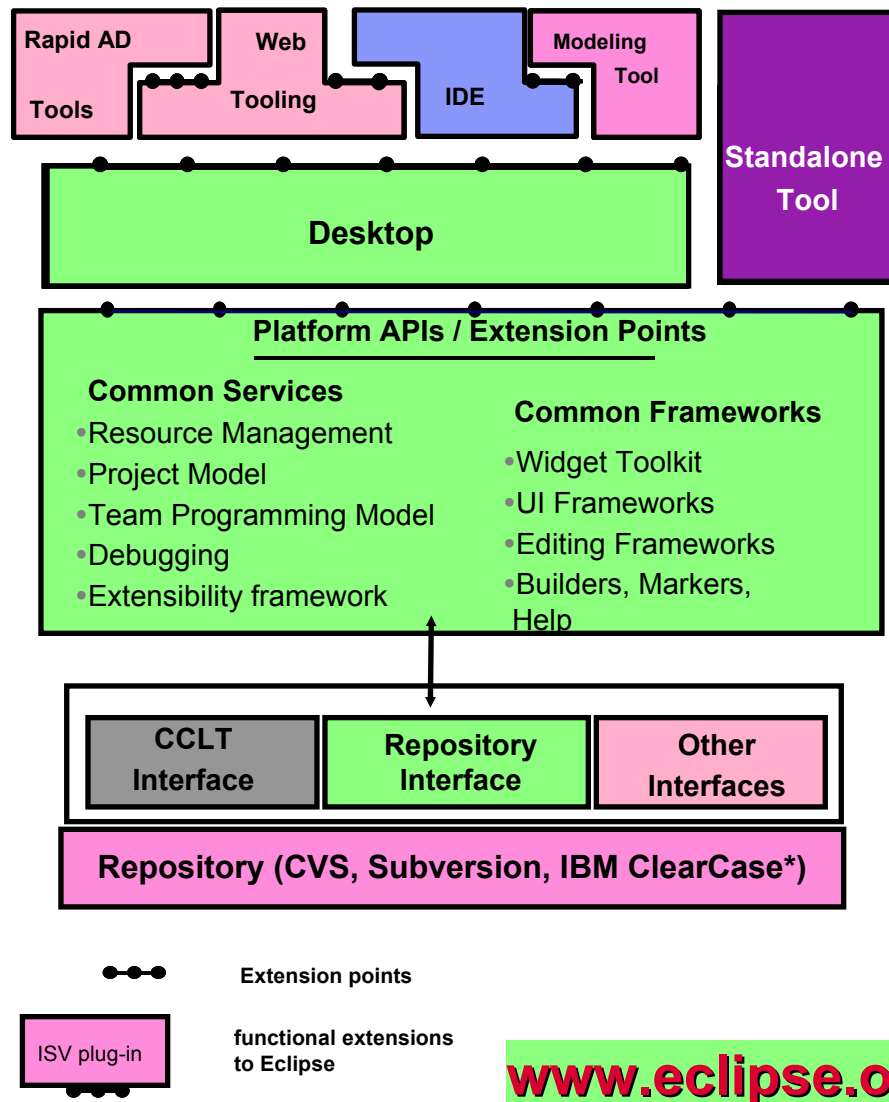 Rapid AD
Tools
Web
Tooling
IDE
Modeling
Tool
Standalone
Tool
Desktop
Platform APIs / Extension Points
Common Services
•Resource Management
•Project Model
•Team Programming Model
•Debugging
•Extensibility framework
Common Frameworks
•Widget Toolkit
•UI Frameworks
•Editing Frameworks
•Builders, Markers,
Help
CCLT
Interface
Repository
Interface
Other
Interfaces
Repository (CVS, Subversion, IBM ClearCase*)
Extension points
ISV plug-in
functional extensions
to Eclipse
www.eclipse.o